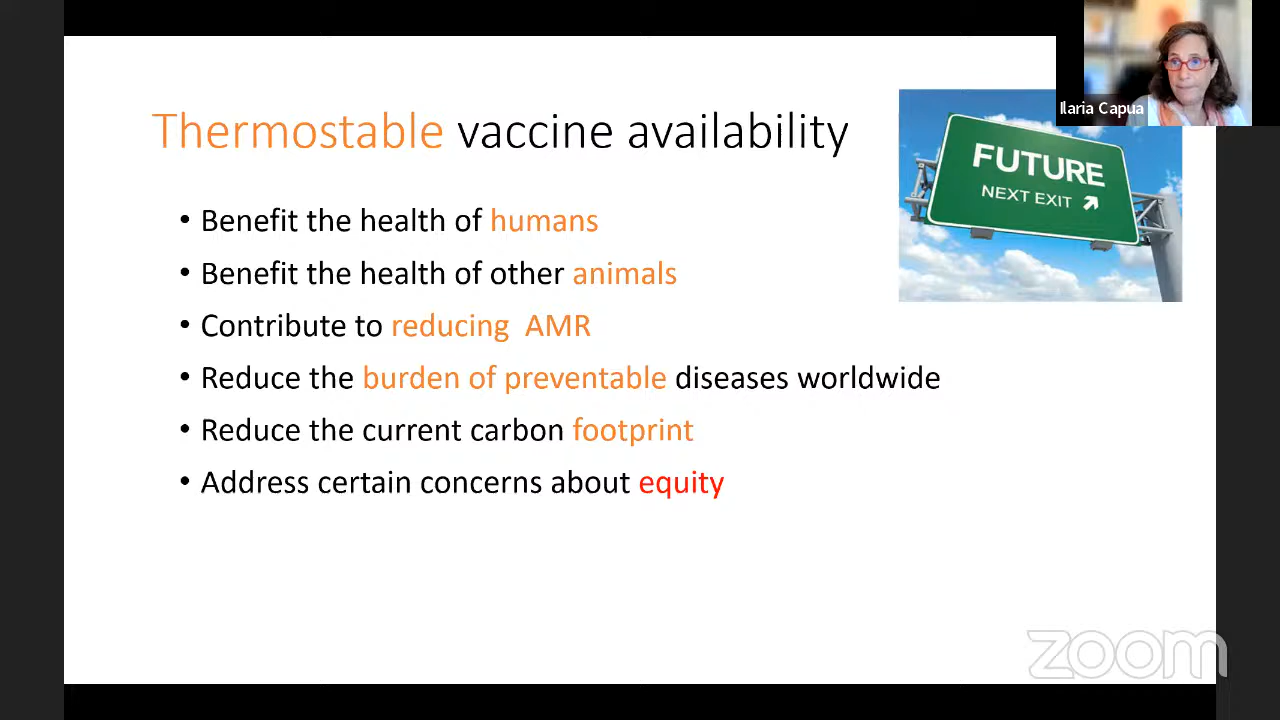 Ilaria Capua
Thermostable vaccine availability
FUTURE
NEXT EXIT
• Benefit the health of humans
• Benefit the health of other animals
• Contribute to reducing AMR
• Reduce the burden of preventable diseases worldwide
• Reduce the current carbon footprint
• Address certain concerns about equity
zoom